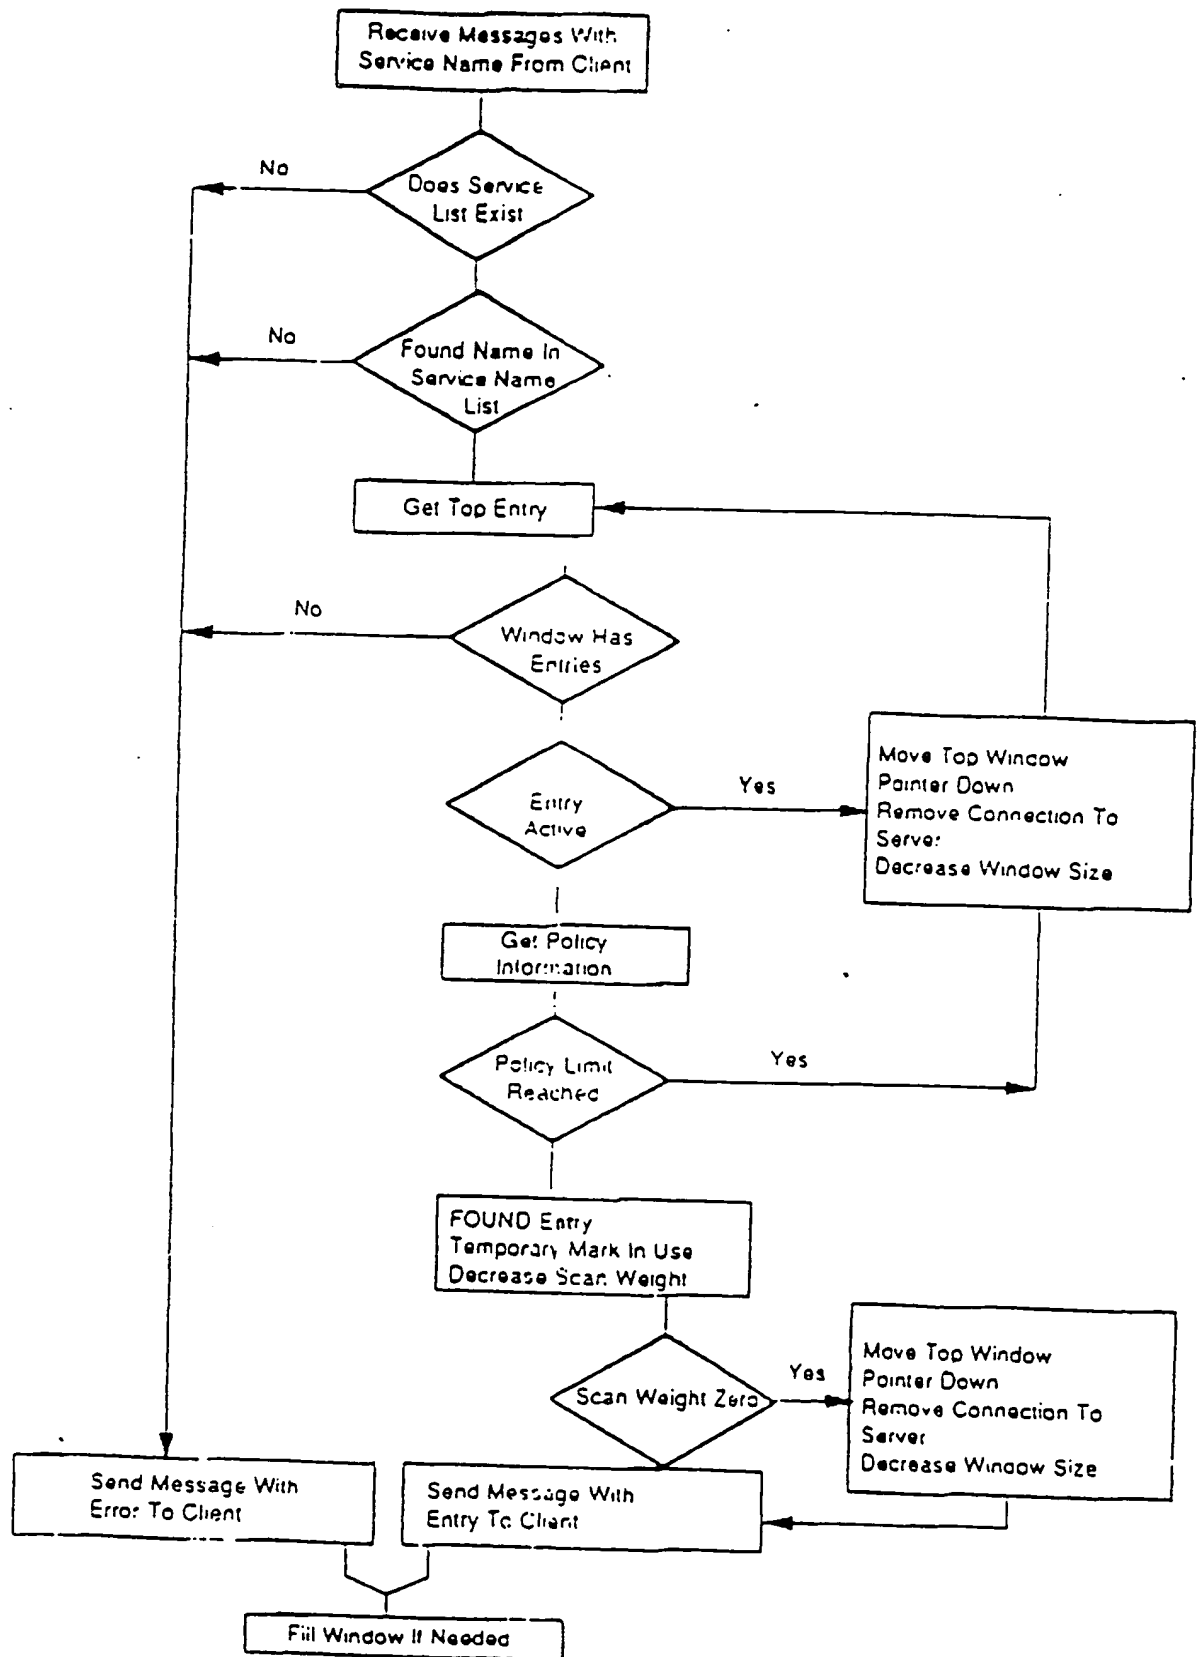 Receive Messages With
Service Name From Client
No
Does Service
List Exist
No
Found Name In
Service Name
List
Get Top Entry
No
Window Has
Entries
Entry
Active
Yes
Move Top Window
Pointer Down
Remove Connection To
Server
Decrease Window Size
Get Policy
Information
Policy Limit
Reached
Yes
FOUND Entry
Temporary Mark In Use
Decrease Scan Weight
Scan Weight Zero
Yes
Move Top Window
Pointer Down
Remove Connection To
Server
Decrease Window Size
Send Message With
Error To Client
Send Message With
Entry To Client
Fill Window If Needed